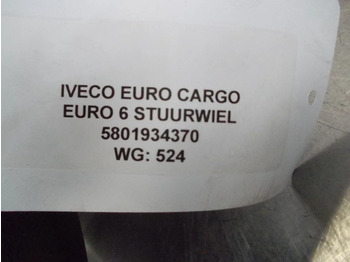 IVECO EURO CARGO
EURO 6 STUURWIEL
5801934370
WG: 524